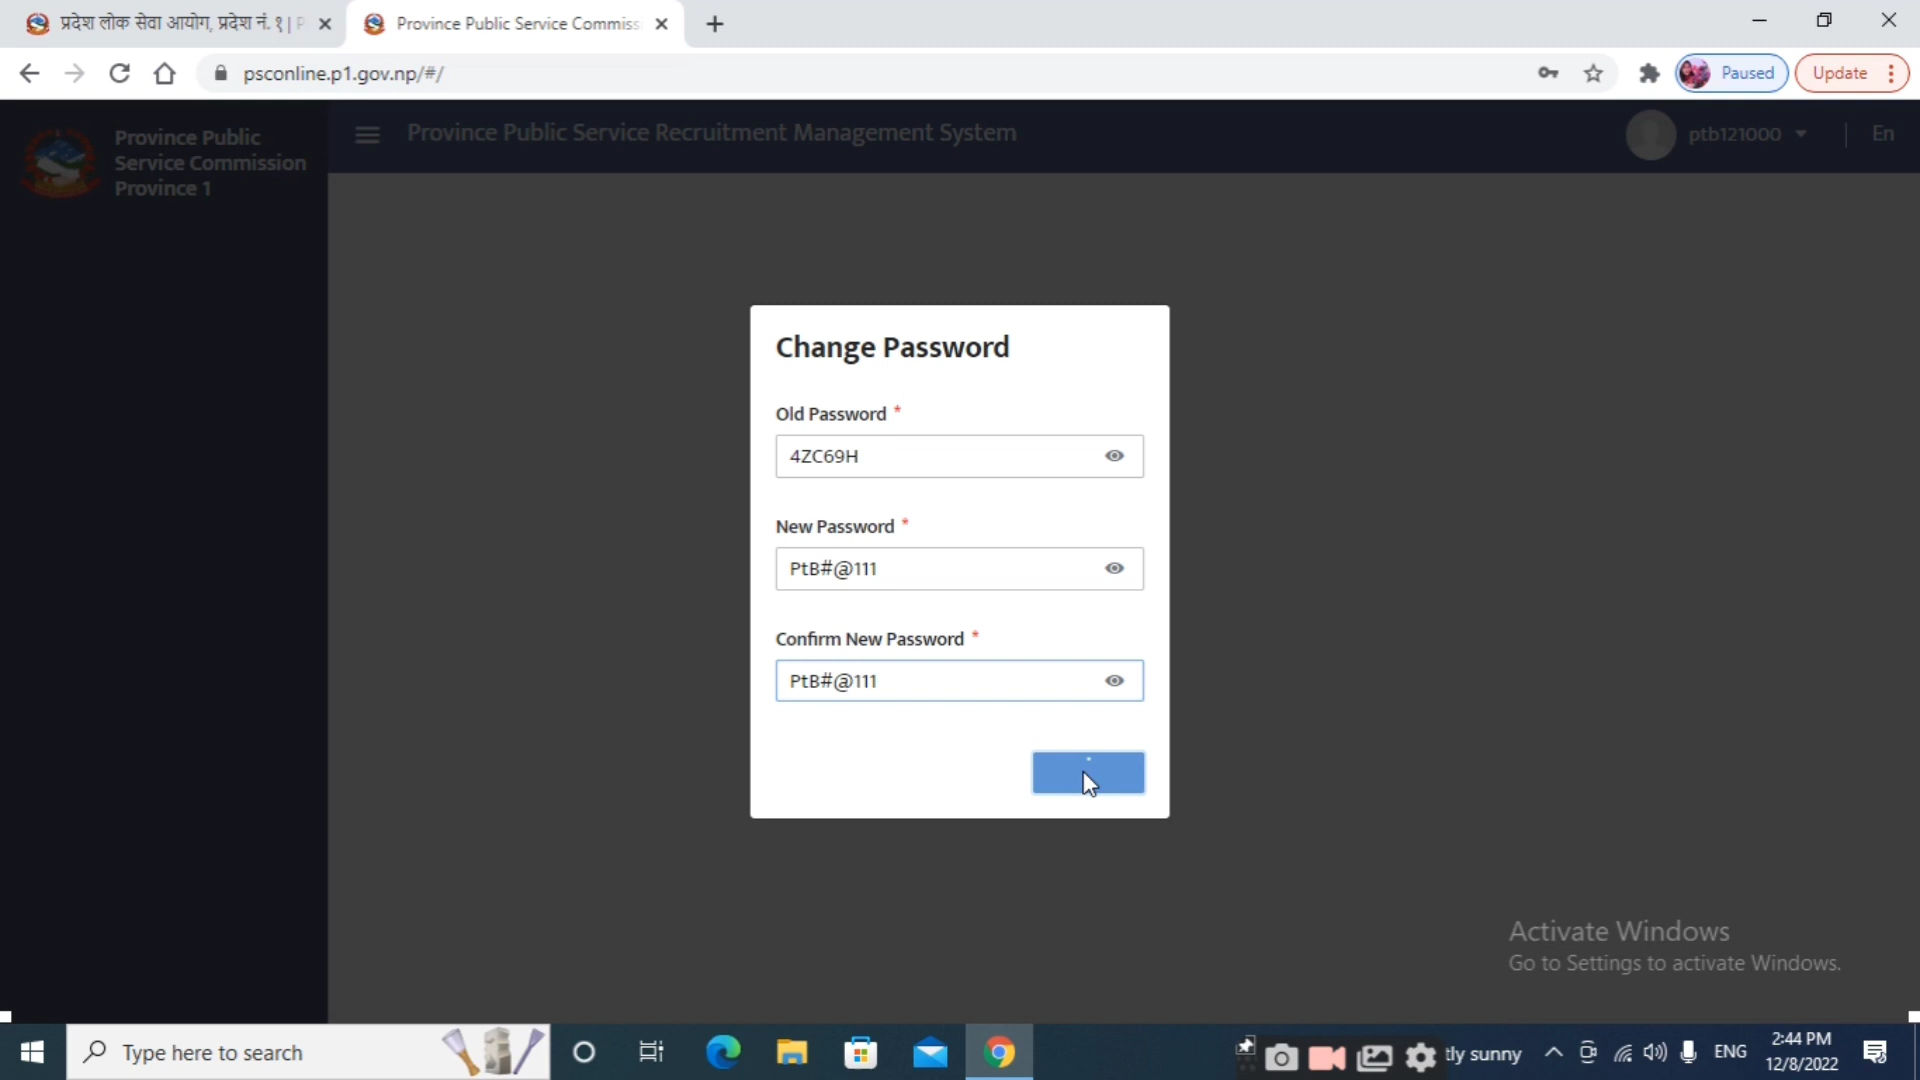 प्रदेश लोक सेवा आयोग, प्रदेश नं. १ | P
Province Public Service Commiss
psconline.p1.gov.np/#/
Paused
Update
Province Public
Service Commission
Province 1
Province Public Service Recruitment Management System
ptb121000
En
Change Password
Old Password *
4ZC69H
New Password *
PtB#@111
Confirm New Password *
PtB#@111
Activate Windows
Go to Settings to activate Windows.
Type here to search
tly sunny
ENG
2:44 PM
12/8/2022